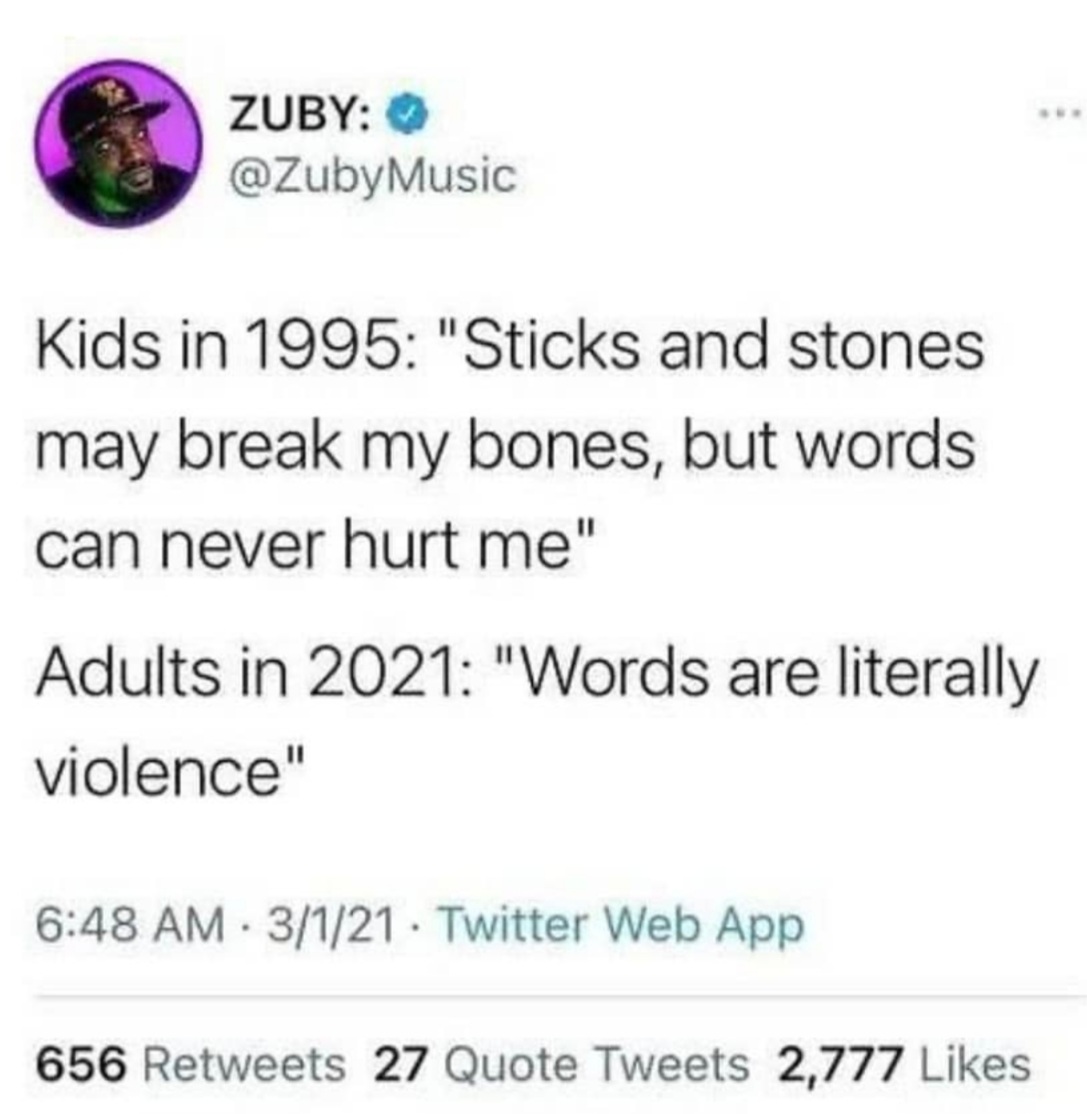 ZUBY:
@ZubyMusic
Kids in 1995: "Sticks and stones
may break my bones, but words
can never hurt me"
Adults in 2021: "Words are literally
violence"
6:48 AM · 3/1/21 · Twitter Web App
656 Retweets 27 Quote Tweets 2,777 Likes